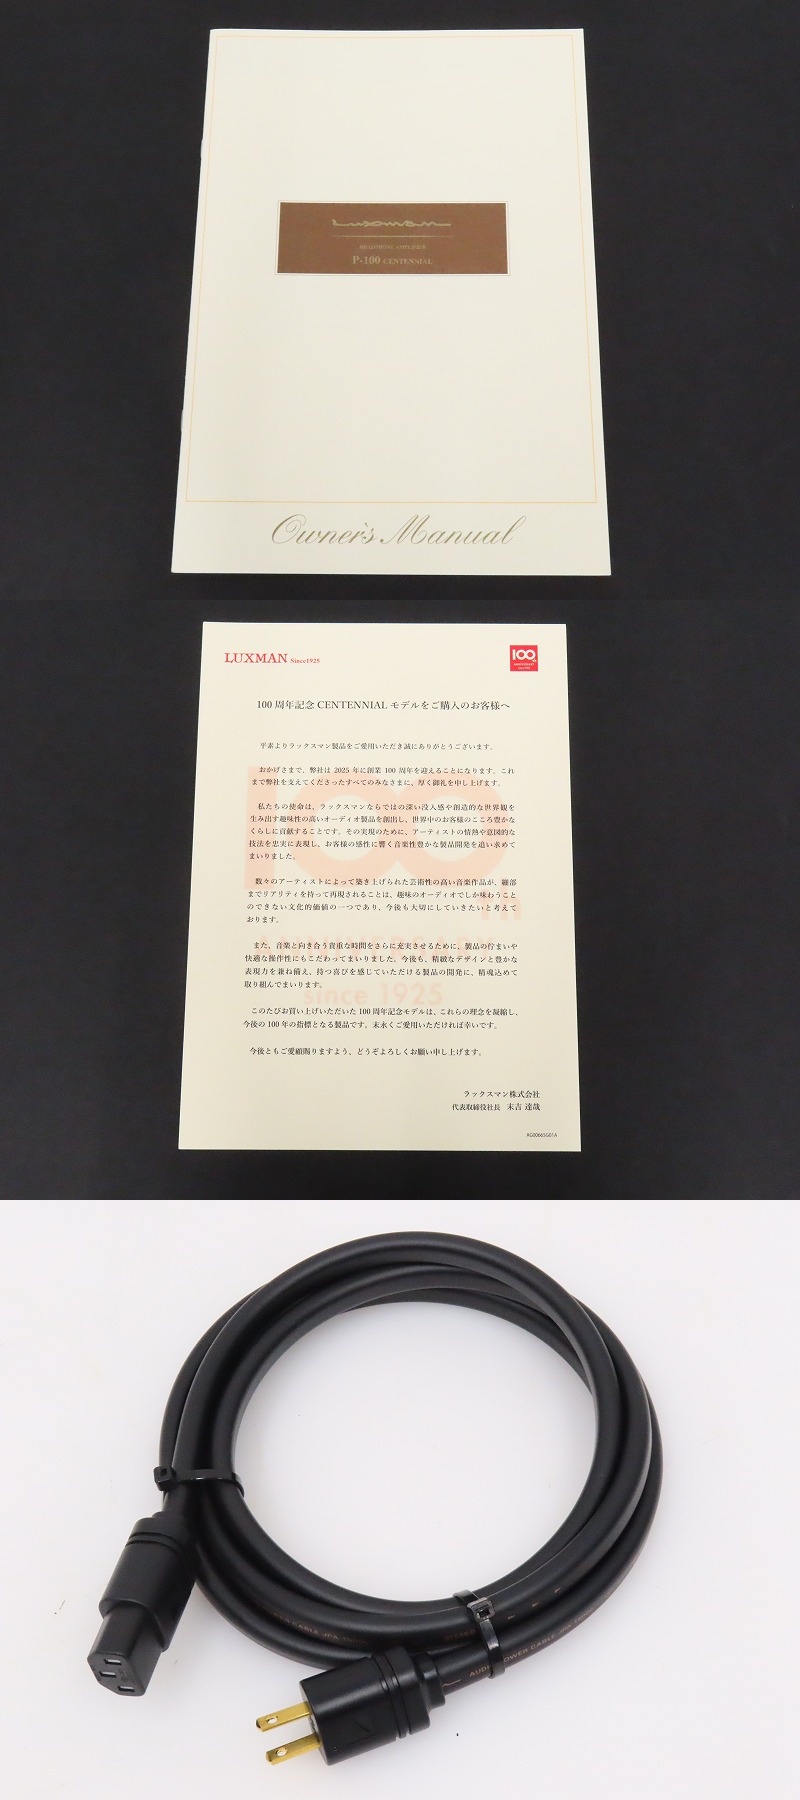 LUXMAN
HEADPHONE AMPLIFIER
P-100 CENTENNIAL
Owner's Manual
LUXMAN Since1925
100th
ANNIVERSARY
since 1925
100 周年記念 CENTENNIAL モデルをご購入のお客様へ
平素よりラックスマン製品をご愛用いただき誠にありがとうございます。
おかげさまで、弊社は 2025 年に創業 100 周年を迎えることになります。これ
まで弊社を支えてくださったすべてのみなさまに、厚く御礼を申し上げます。
私たちの使命は、ラックスマンならではの深い没入感や創造的な世界観を
生み出す趣味性の高いオーディオ製品を創出し、世界中のお客様のこころ豊かな
くらしに貢献することです。その実現のために、アーティストの情熱や意図的な
技法を忠実に表現し、お客様の感性に響く音楽性豊かな製品開発を追い求めて
まいりました。
数々のアーティストによって築き上げられた芸術性の高い音楽作品が、細部
までリアリティを持って再現されることは、趣味のオーディオでしか味わうこと
のできない文化的価値の一つであり、今後も大切にしていきたいと考えて
おります。
また、音楽と向き合う貴重な時間をさらに充実させるために、製品の佇まいや
快適な操作性にもこだわってまいりました。今後も、精緻なデザインと豊かな
表現力を兼ね備え、持つ喜びを感じていただける製品の開発に、精魂込めて
取り組んでまいります。
このたびお買い上げいただいた 100 周年記念モデルは、これらの理念を凝縮し、
今後の 100 年の指標となる製品です。末永くご愛用いただければ幸いです。
今後ともご愛顧賜りますよう、どうぞよろしくお願い申し上げます。
ラックスマン株式会社
代表取締役社長 末吉 達哉
AG00665G01A
100th
ANNIVERSARY
since 1925
CABLE JPA
AUDIO POWER CABLE JPA